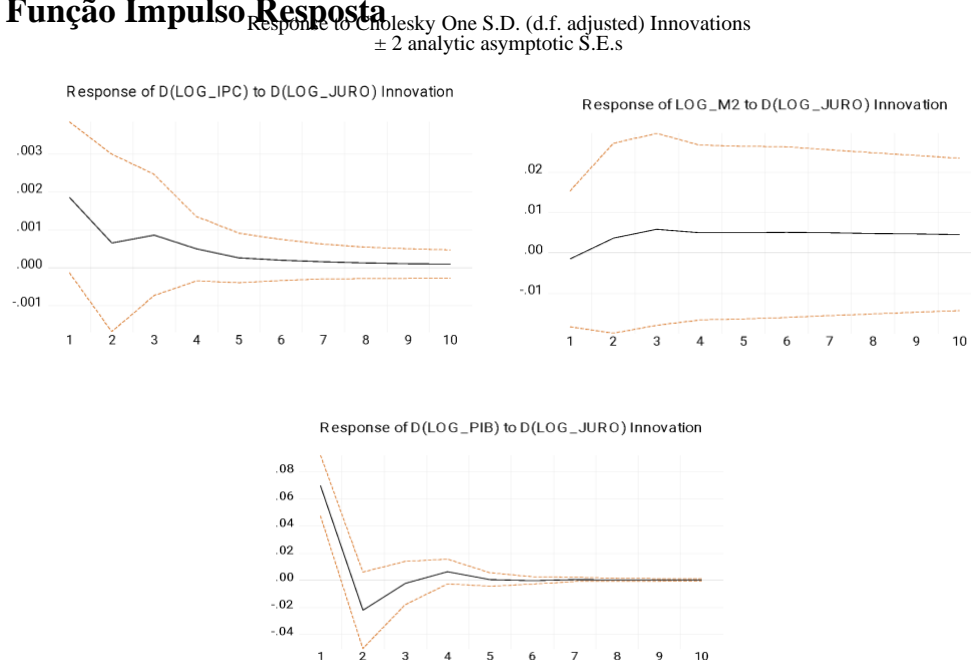 Função Impulso Resposta
Response to Cholesky One S.D. (d.f. adjusted) Innovations
± 2 analytic asymptotic S.E.s
Response of D(LOG_IPC) to D(LOG_JURO) Innovation
.003
.002
.001
.000
-.001
1 2 3 4 5 6 7 8 9 10
Response of LOG_M2 to D(LOG_JURO) Innovation
.02
.01
.00
-.01
1 2 3 4 5 6 7 8 9 10
Response of D(LOG_PIB) to D(LOG_JURO) Innovation
.08
.06
.04
.02
.00
-.02
-.04
1 2 3 4 5 6 7 8 9 10